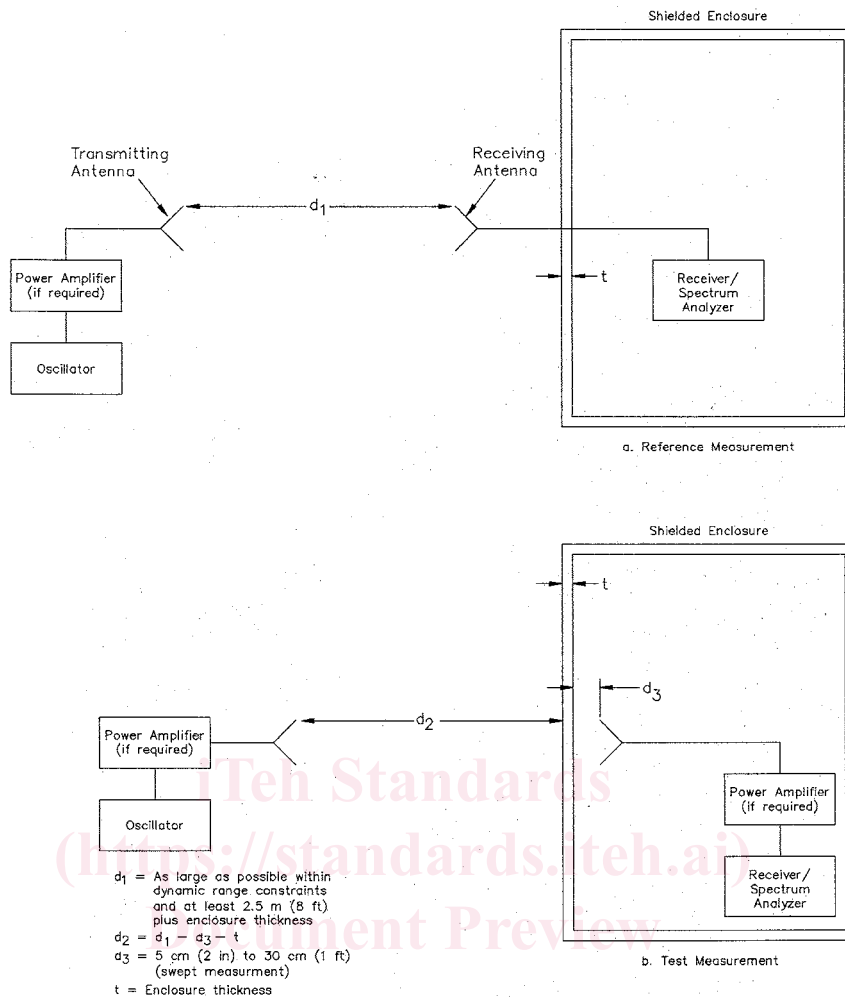 Shielded Enclosure
Transmitting
Antenna
Receiving
Antenna
d1
Power Amplifier
(if required)
Oscillator
t
Receiver/
Spectrum
Analyzer
a. Reference Measurement
Shielded Enclosure
t
d3
d2
Power Amplifier
(if required)
Oscillator
Power Amplifier
(if required)
Receiver/
Spectrum
Analyzer
b. Test Measurement
iTeh Standards
(https://standards.iteh.ai)
Document Preview
d1 = As large as possible within
dynamic range constraints
and at least 2.5 m (8 ft)
plus enclosure thickness
d2 = d1 - d3 - t
d3 = 5 cm (2 in) to 30 cm (1 ft)
(swept measurment)
t = Enclosure thickness